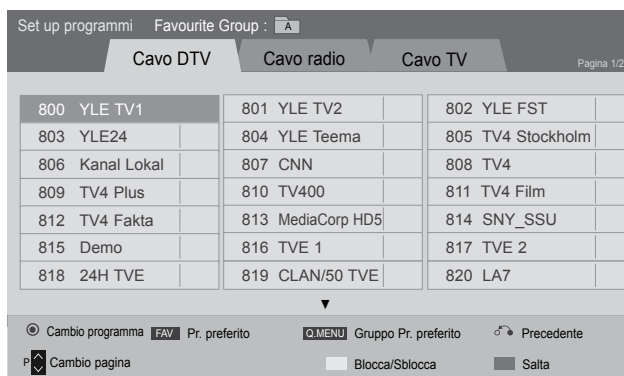 Set up programmi Favourite Group : A
Cavo DTV Cavo radio Cavo TV Pagina 1/2
800 YLE TV1 801 YLE TV2 802 YLE FST
803 YLE24 804 YLE Teema 805 TV4 Stockholm
806 Kanal Lokal 807 CNN 808 TV4
809 TV4 Plus 810 TV400 811 TV4 Film
812 TV4 Fakta 813 MediaCorp HD5 814 SNY_SSU
815 Demo 816 TVE 1 817 TVE 2
818 24H TVE 819 CLAN/50 TVE 820 LA7
Cambio programma FAV Pr. preferito Q.MENU Gruppo Pr. preferito Precedente
P Cambio pagina Blocca/Sblocca Salta